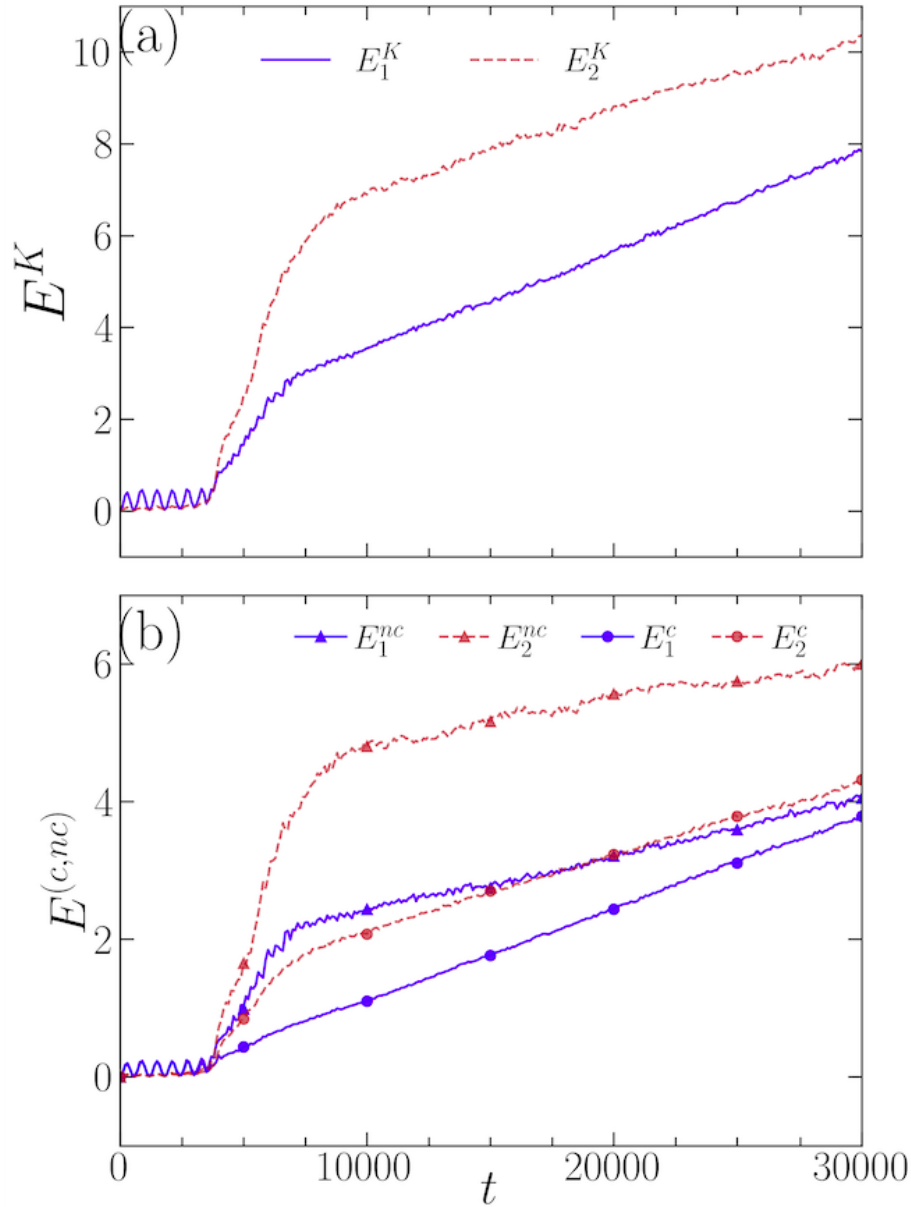 (a)
E_1^K E_2^K
10
8
6
4
2
0
E^K
(b)
E_1^{nc} E_2^{nc} E_1^c E_2^c
6
4
2
0
E^{(c,nc)}
0 10000 20000 30000
t